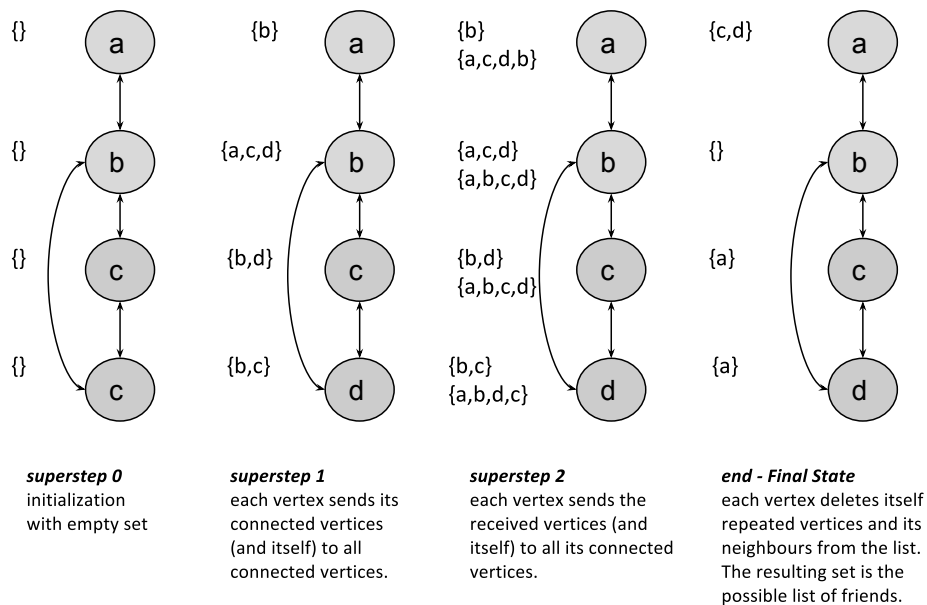 {}
a
{b}
a
{b}
{a,c,d,b}
a
{c,d}
a
{}
b
{a,c,d}
b
{a,c,d}
{a,b,c,d}
b
{}
b
{}
c
{b,d}
c
{b,d}
{a,b,c,d}
c
{a}
c
{}
c
{b,c}
d
{b,c}
{a,b,d,c}
d
{a}
d
superstep 0
initialization
with empty set
superstep 1
each vertex sends its
connected vertices
(and itself) to all
connected vertices.
superstep 2
each vertex sends the
received vertices (and
itself) to all its connected
vertices.
end - Final State
each vertex deletes itself
repeated vertices and its
neighbours from the list.
The resulting set is the
possible list of friends.